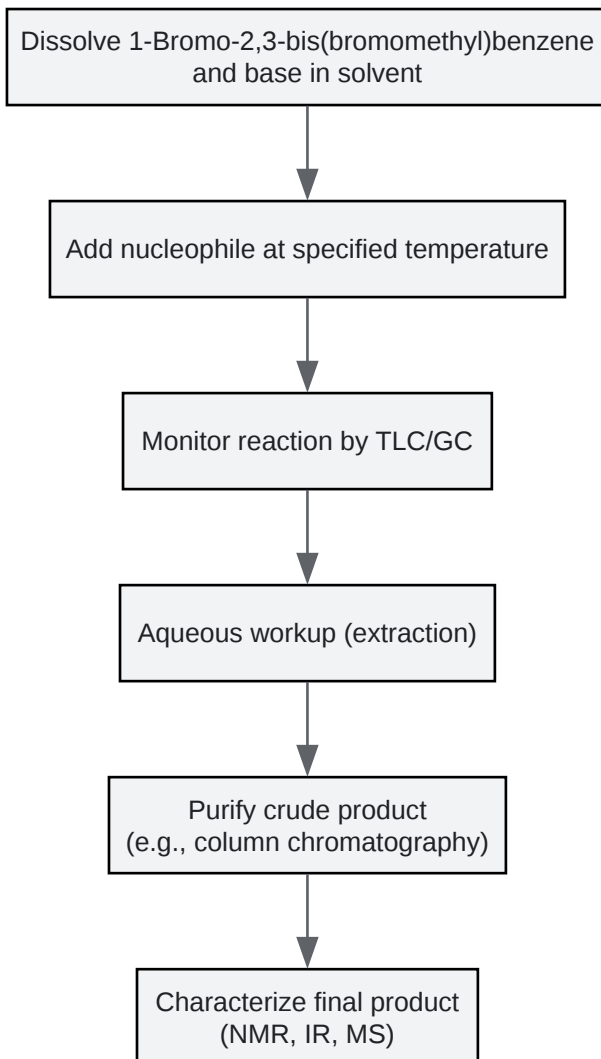 Dissolve 1-Bromo-2,3-bis(bromomethyl)benzene
and base in solvent
Add nucleophile at specified temperature
Monitor reaction by TLC/GC
Aqueous workup (extraction)
Purify crude product
(e.g., column chromatography)
Characterize final product
(NMR, IR, MS)